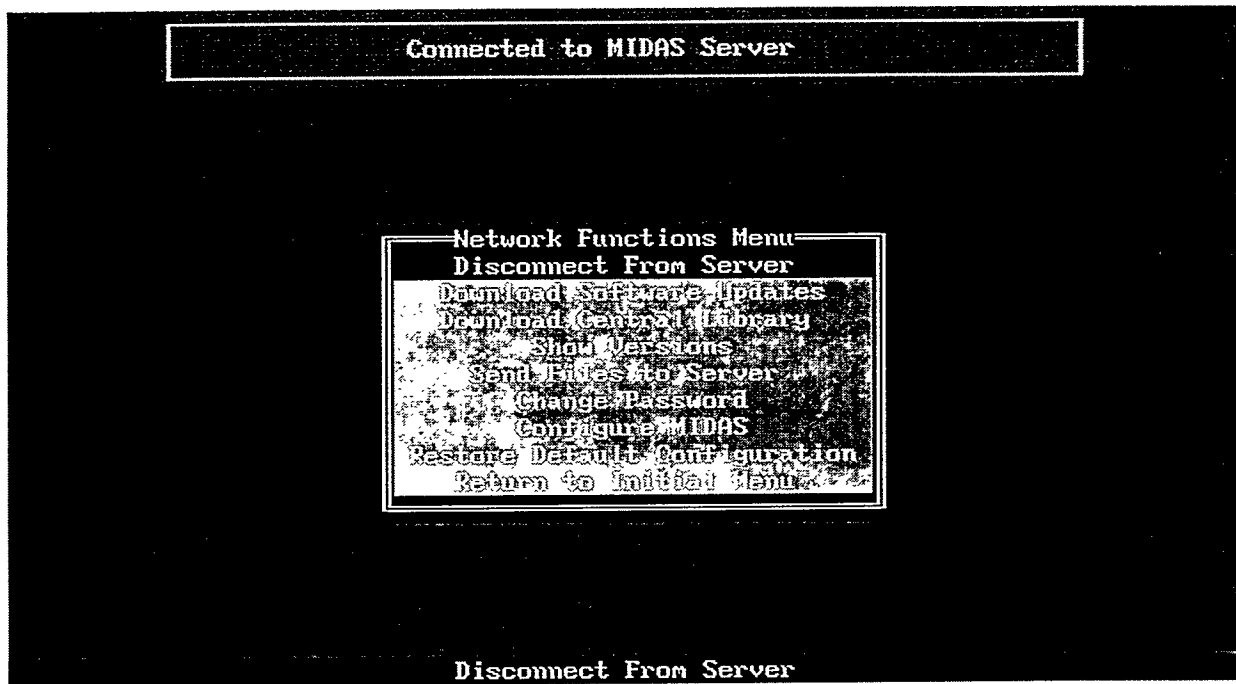 Connected to MIDAS Server
Network Functions Menu
Disconnect From Server
Download Software Updates
Download Central Library
Show Versions
Send Files to Server
Change Password
Configure MIDAS
Restore Default Configuration
Return to Initial Menu
Disconnect From Server